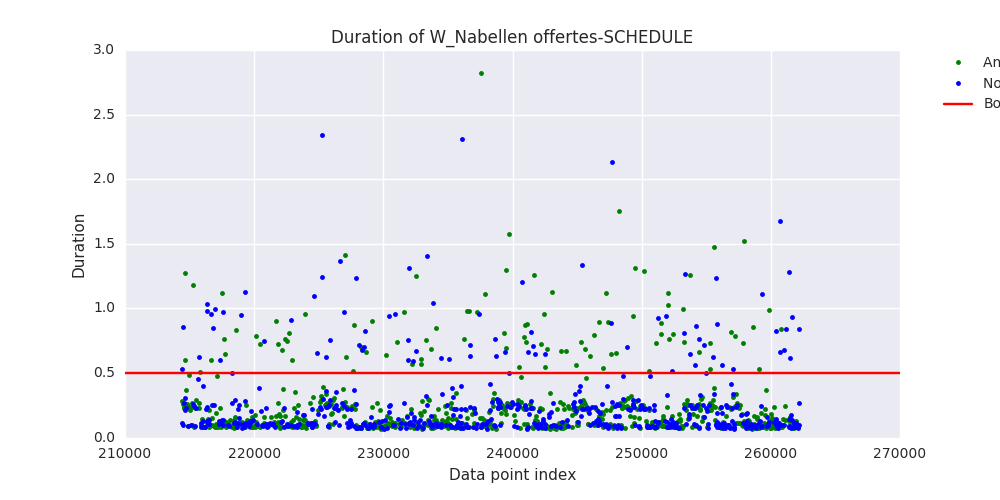 Duration of W_Nabellen offertes-SCHEDULE
3.0
2.5
2.0
1.5
1.0
0.5
0.0
Duration
210000 220000 230000 240000 250000 260000 270000
Data point index
An
No
Bo